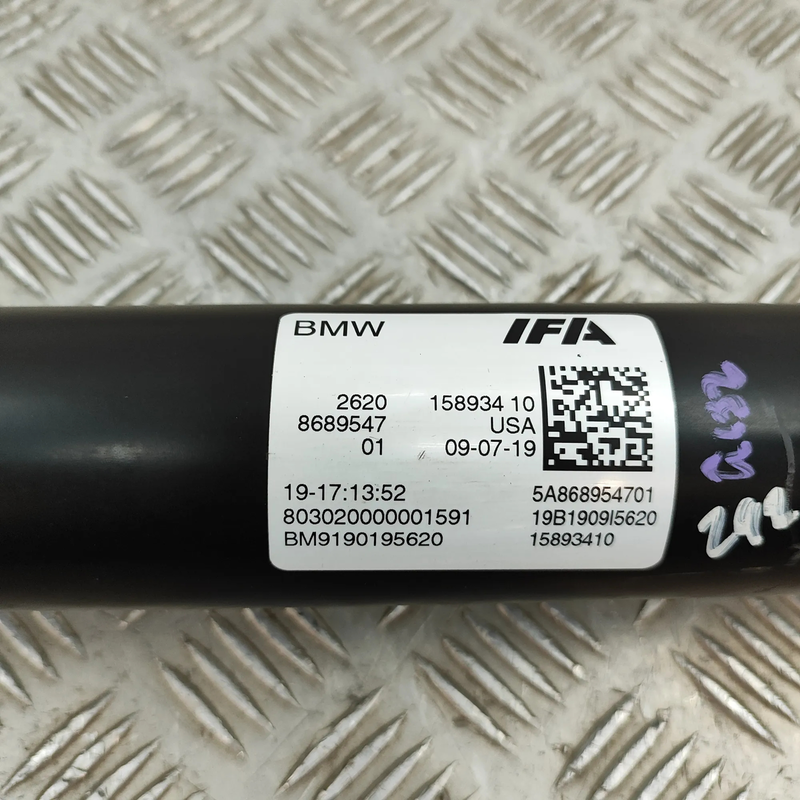 BMW IFA
2620 158934 10
8689547 USA
01 09-07-19
19-17:13:52 5A868954701
803020000001591 19B1909I5620
BM9190195620 15893410